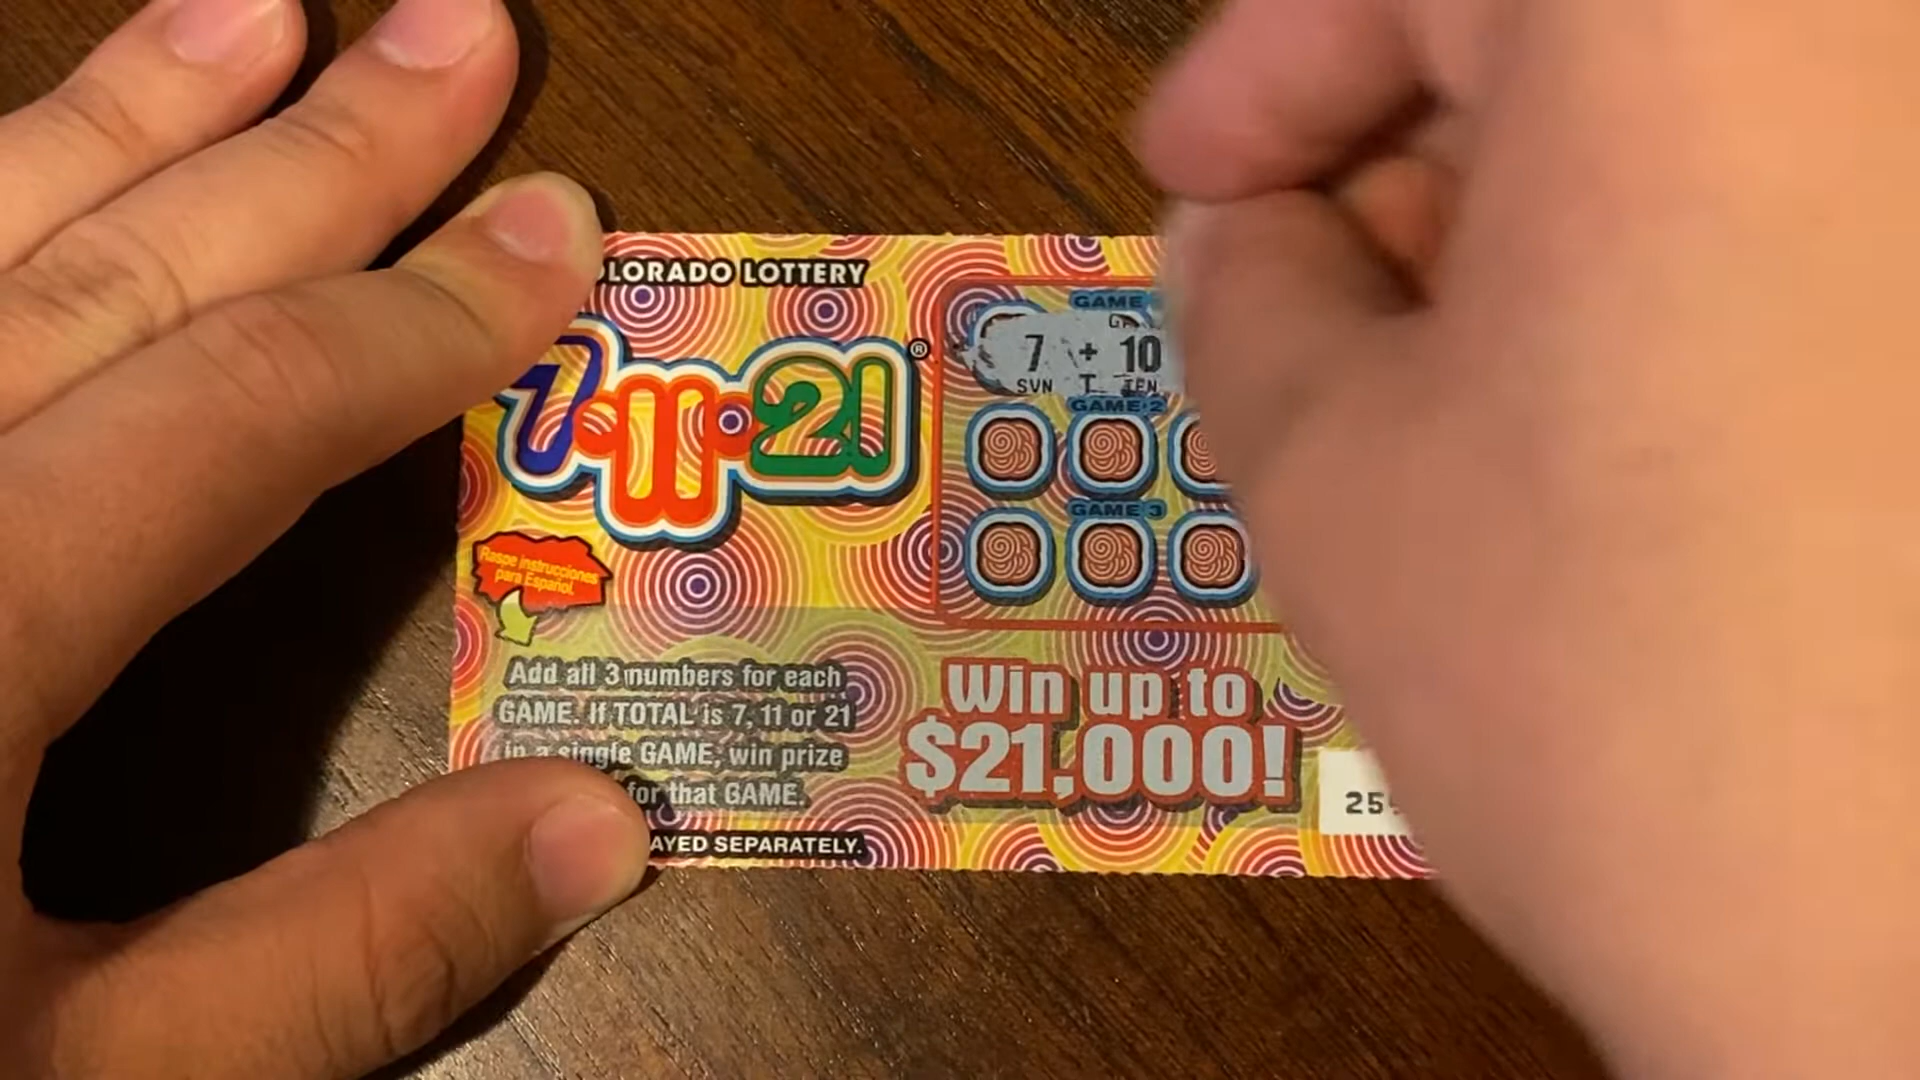 OLORADO LOTTERY
7·11·21®
GAME
7 + 10
SVN TEN
GAME 2
GAME 3
Raspe instrucciones
para Español.
Add all 3 numbers for each
GAME. If TOTAL is 7, 11 or 21
in a single GAME, win prize
for that GAME.
AYED SEPARATELY.
Win up to
$21,000!
25